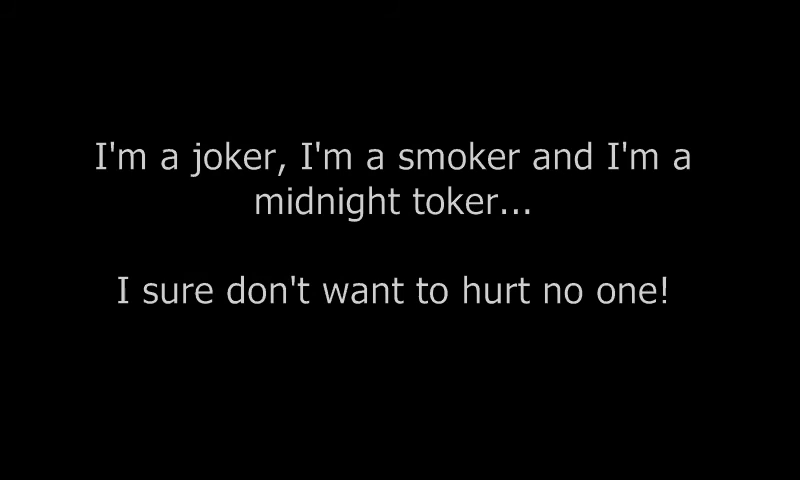 I'm a joker, I'm a smoker and I'm a
midnight toker...
I sure don't want to hurt no one!